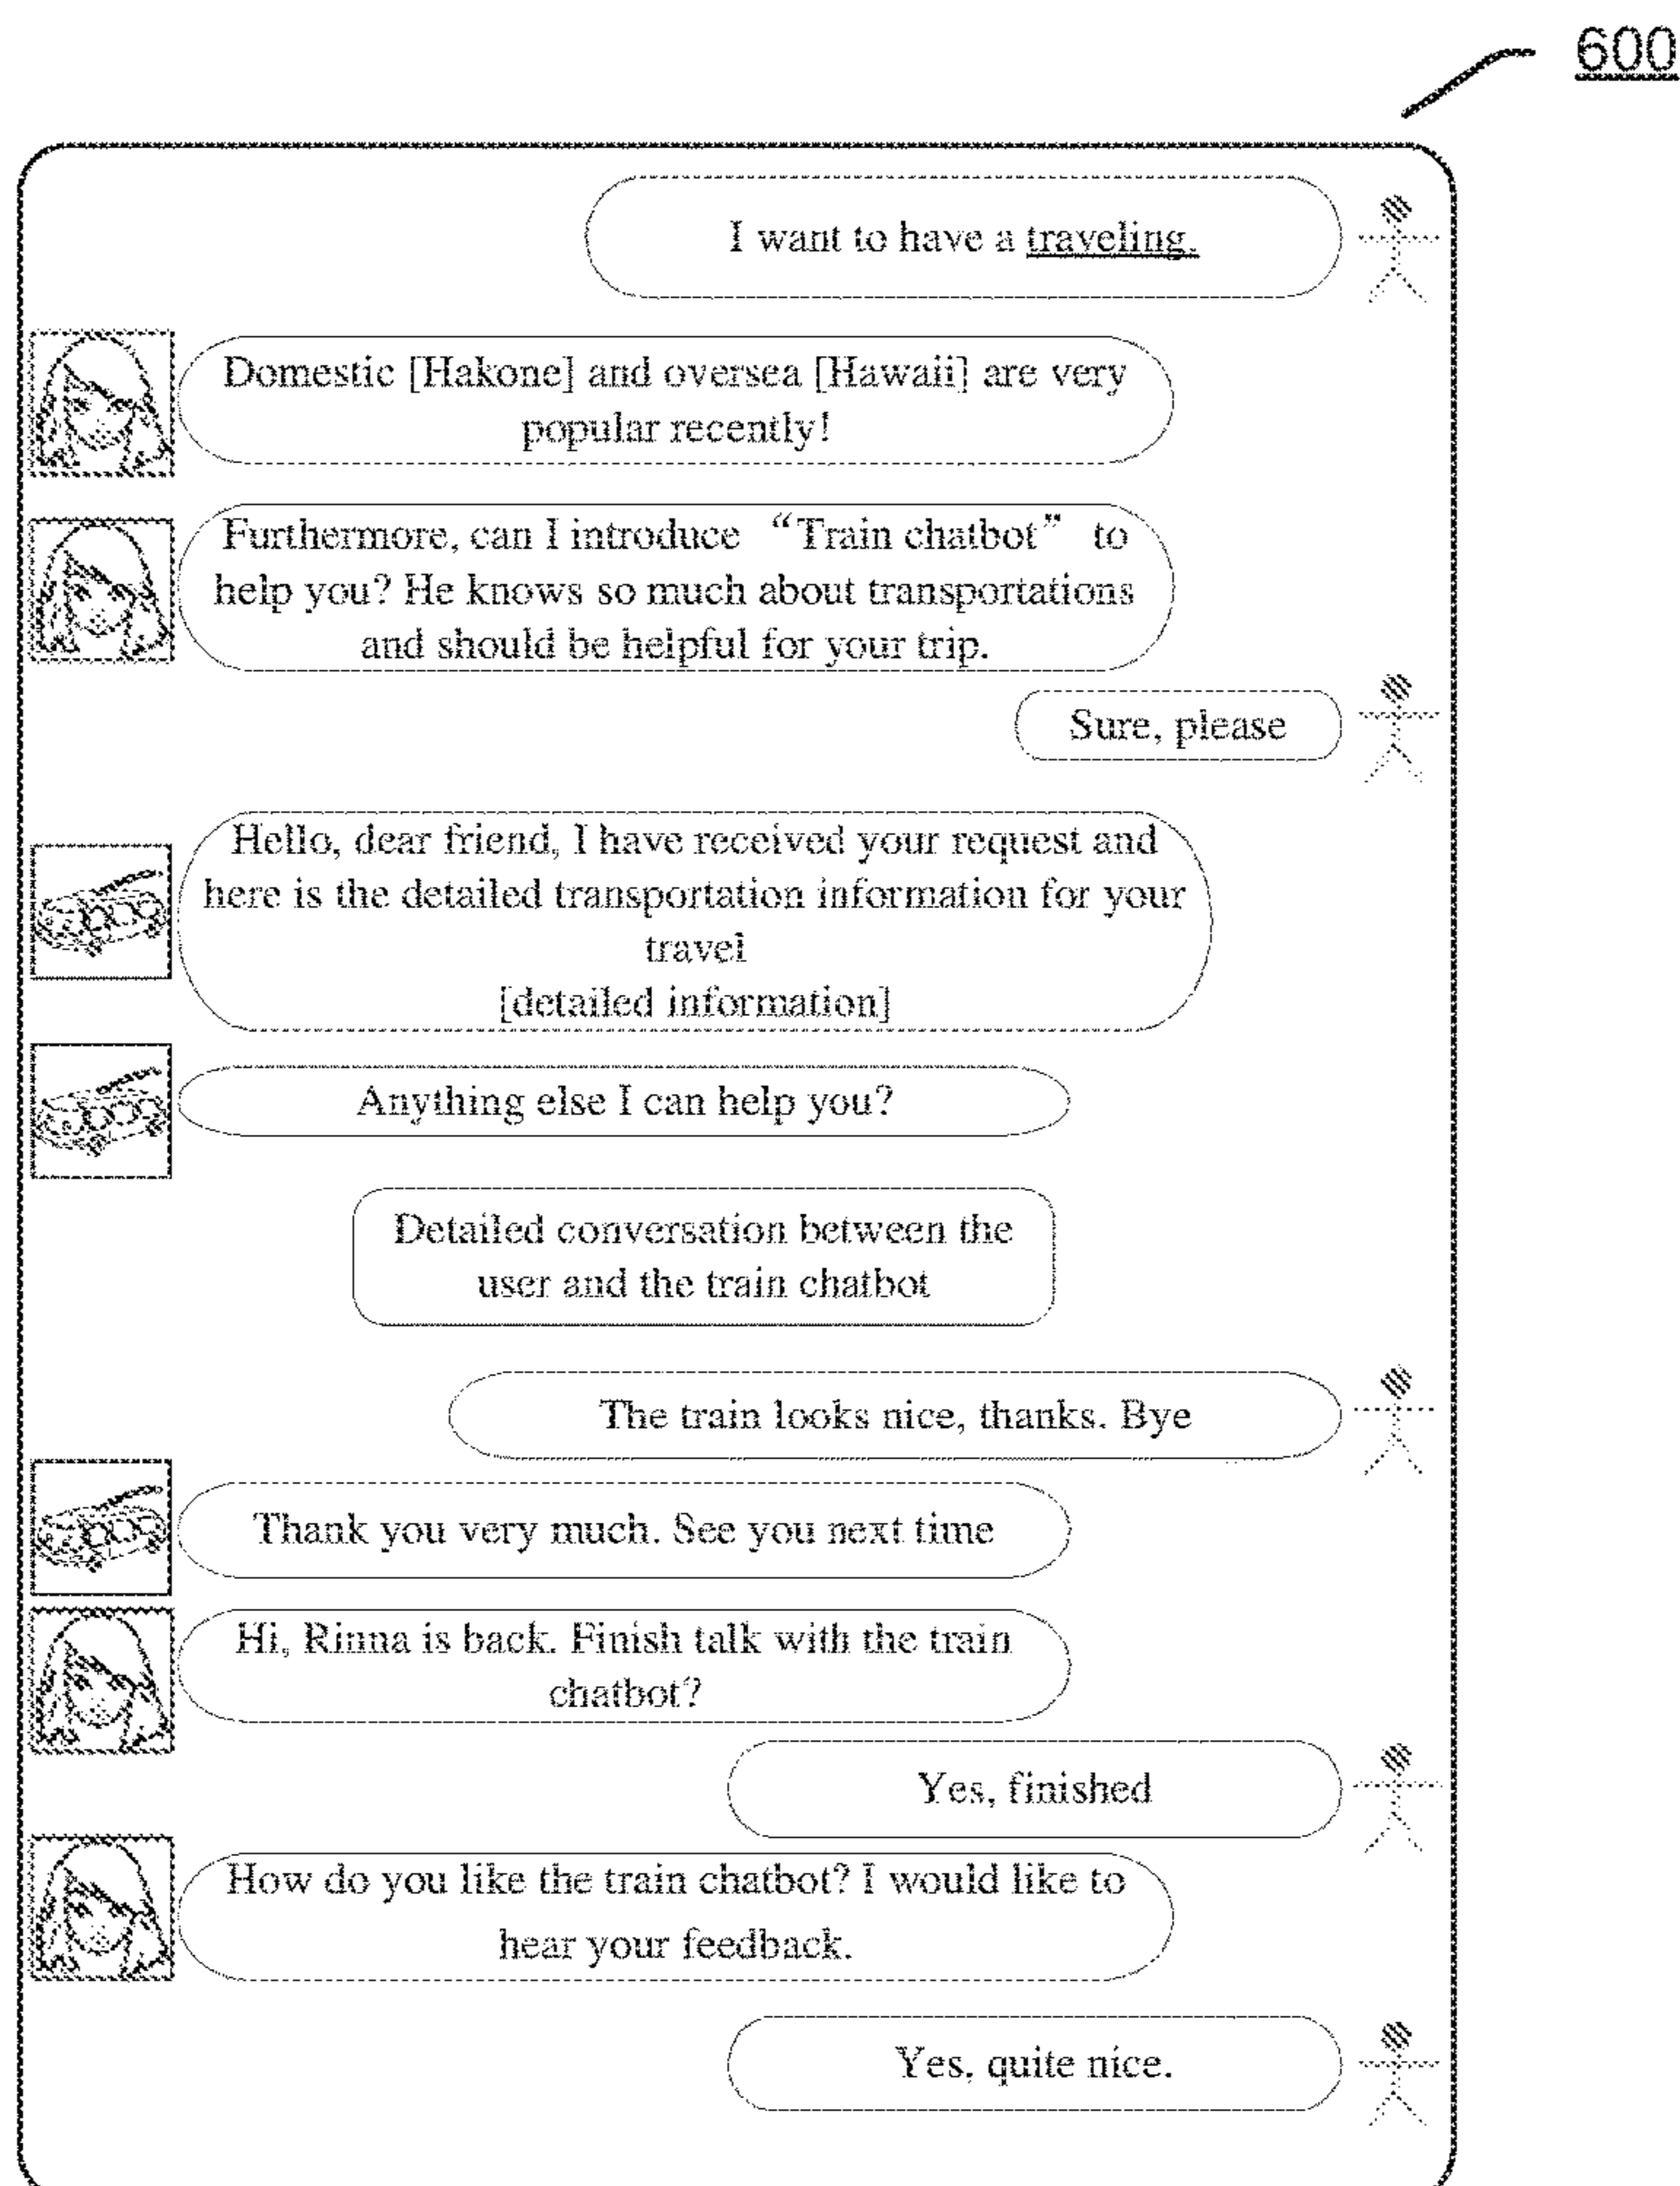 600
I want to have a traveling.
Domestic [Hakone] and oversea [Hawaii] are very
popular recently!
Furthermore, can I introduce “Train chatbot” to
help you? He knows so much about transportations
and should be helpful for your trip.
Sure, please
Hello, dear friend, I have received your request and
here is the detailed transportation information for your
travel
[detailed information]
Anything else I can help you?
Detailed conversation between the
user and the train chatbot
The train looks nice, thanks. Bye
Thank you very much. See you next time
Hi, Rinna is back. Finish talk with the train
chatbot?
Yes, finished
How do you like the train chatbot? I would like to
hear your feedback.
Yes, quite nice.